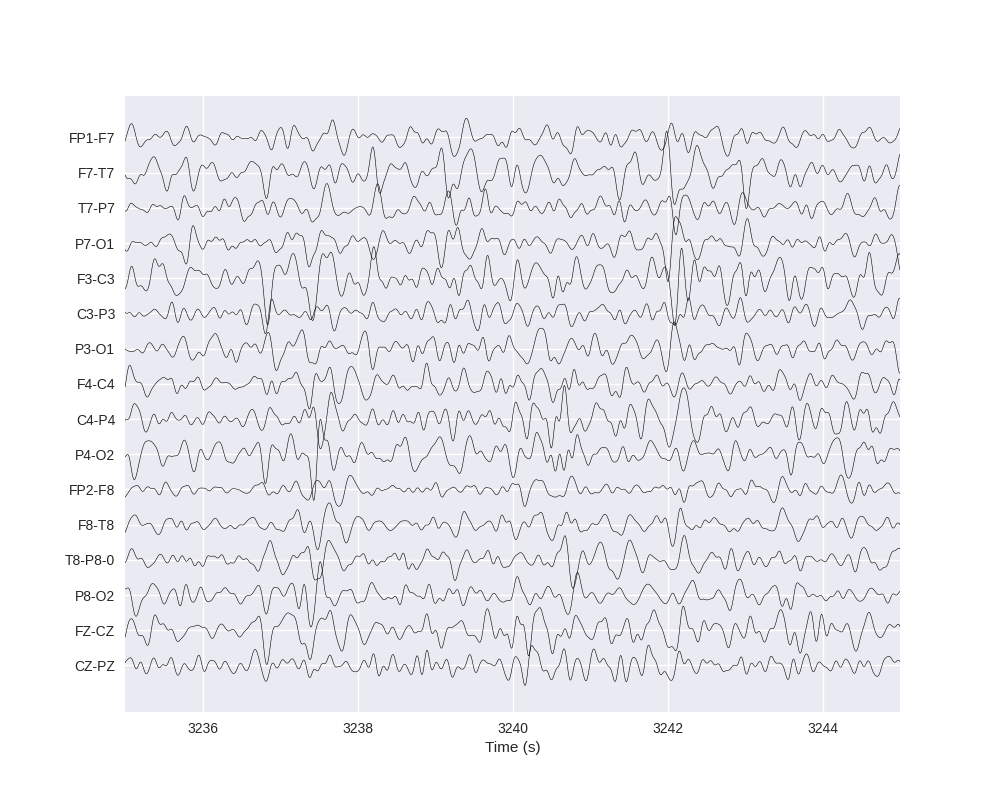 FP1-F7
F7-T7
T7-P7
P7-O1
F3-C3
C3-P3
P3-O1
F4-C4
C4-P4
P4-O2
FP2-F8
F8-T8
T8-P8-0
P8-O2
FZ-CZ
CZ-PZ
3236 3238 3240 3242 3244
Time (s)